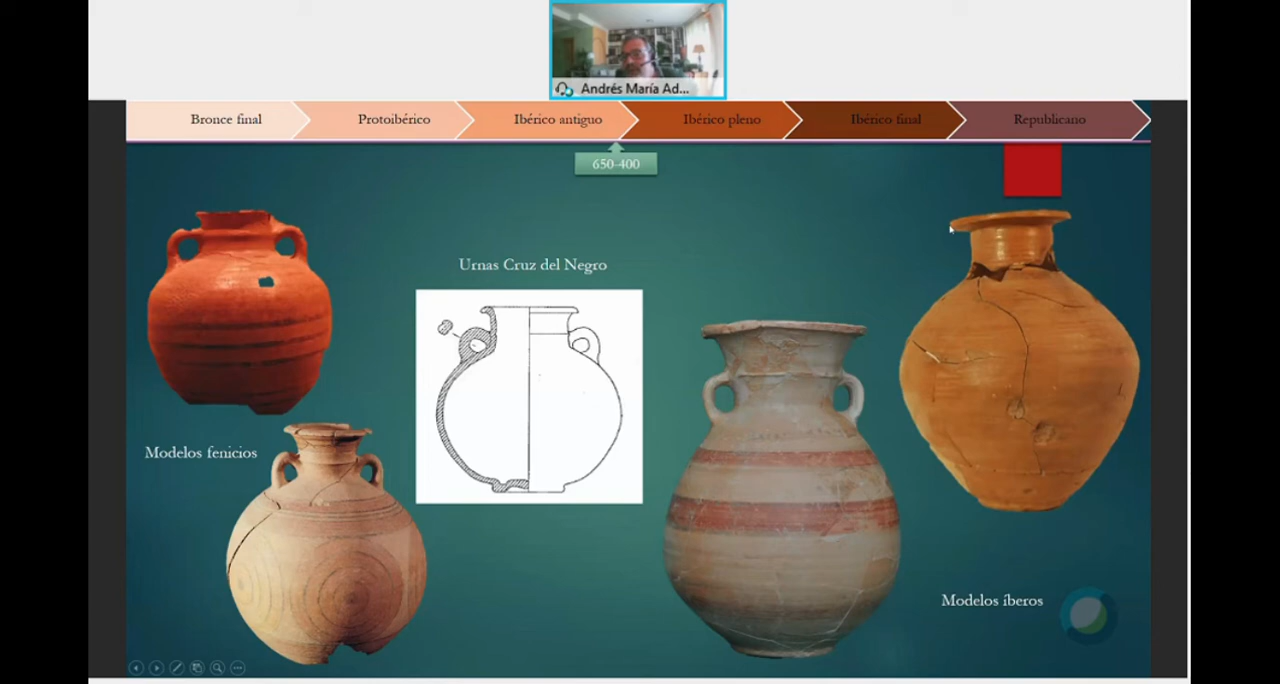 Andrés María Ad...
Bronce final
Protoibérico
Ibérico antiguo
Ibérico pleno
Ibérico final
Republicano
650-400
Urnas Cruz del Negro
Modelos fenicios
Modelos íberos